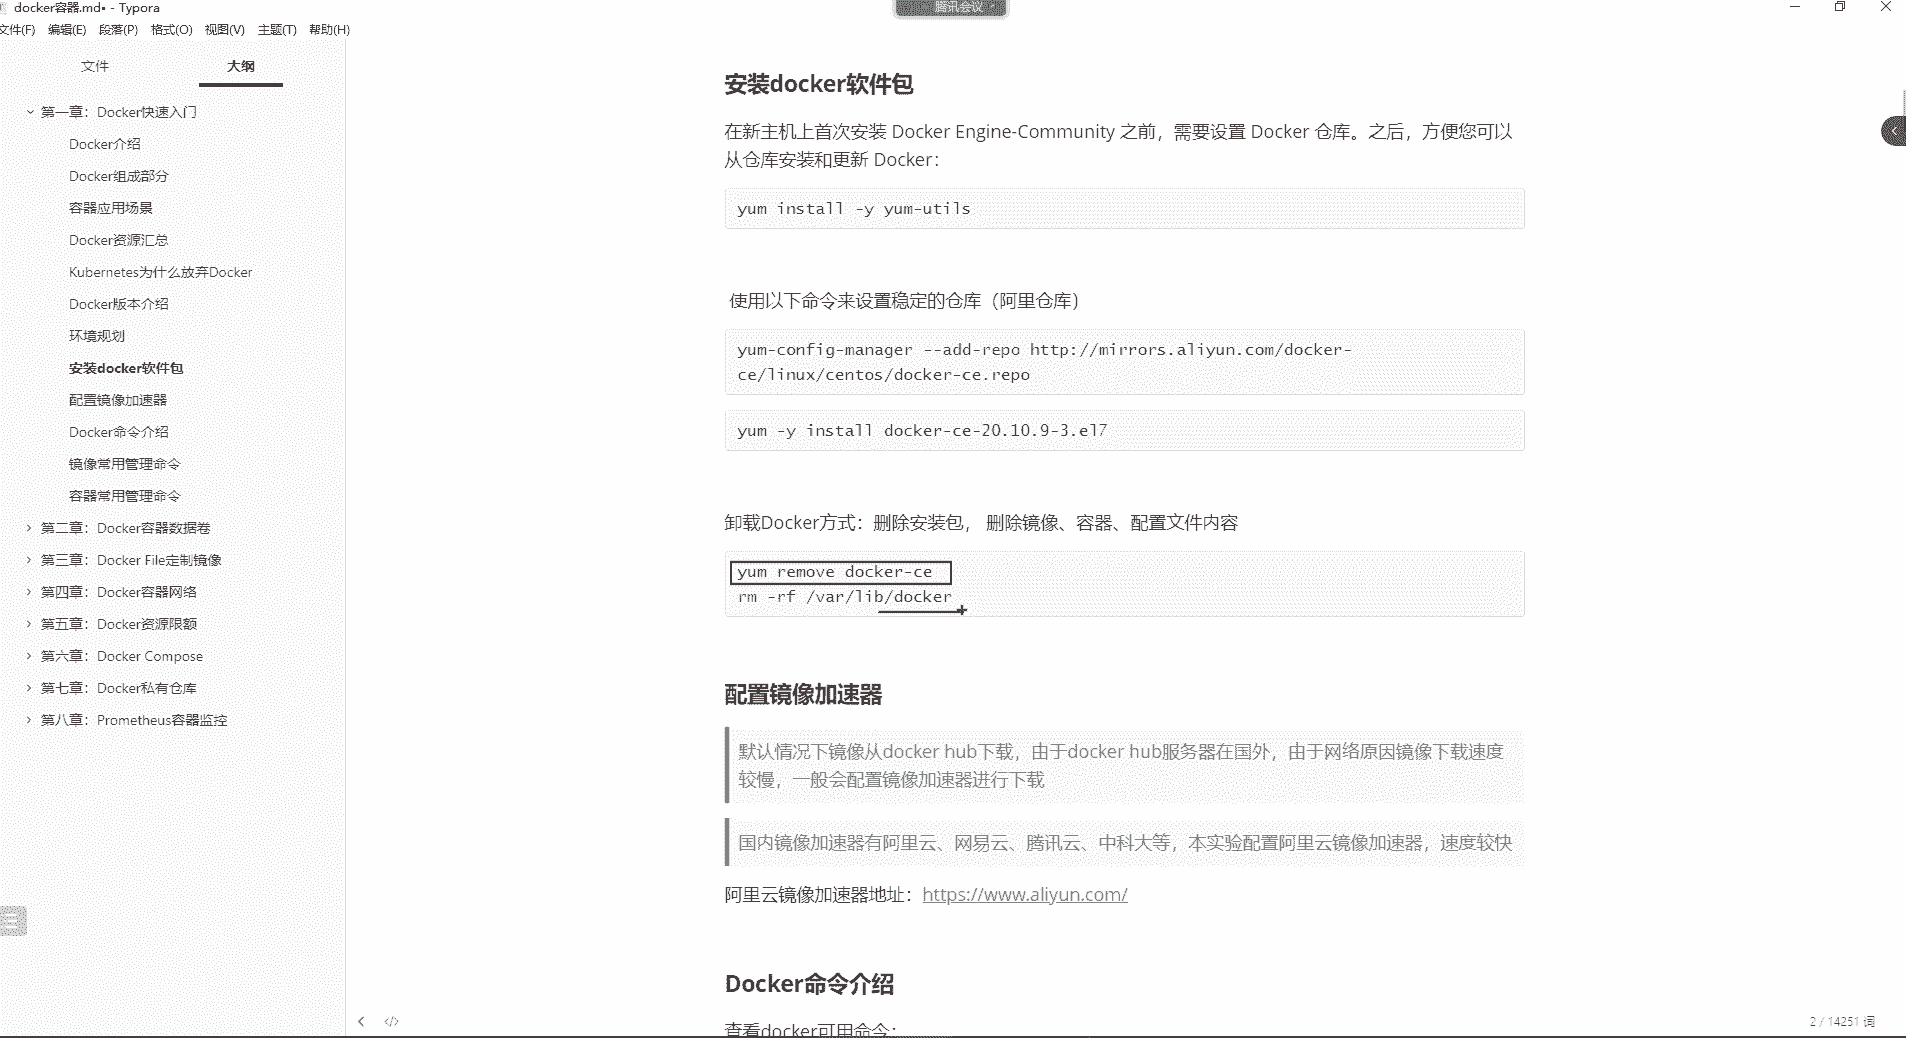 docker容器.md• - Typora
腾讯会议
文件(F) 编辑(E) 段落(P) 格式(O) 视图(V) 主题(T) 帮助(H)
文件 大纲
第一章：Docker快速入门
Docker介绍
Docker组成部分
容器应用场景
Docker资源汇总
Kubernetes为什么放弃Docker
Docker版本介绍
环境规划
安装docker软件包
配置镜像加速器
Docker命令介绍
镜像常用管理命令
容器常用管理命令
第二章：Docker容器数据卷
第三章：Docker File定制镜像
第四章：Docker容器网络
第五章：Docker资源限额
第六章：Docker Compose
第七章：Docker私有仓库
第八章：Prometheus容器监控
安装docker软件包
在新主机上首次安装 Docker Engine-Community 之前，需要设置 Docker 仓库。之后，方便您可以
从仓库安装和更新 Docker：
yum install -y yum-utils
使用以下命令来设置稳定的仓库（阿里仓库）
yum-config-manager --add-repo http://mirrors.aliyun.com/docker-
ce/linux/centos/docker-ce.repo
yum -y install docker-ce-20.10.9-3.el7
卸载Docker方式：删除安装包， 删除镜像、容器、配置文件内容
yum remove docker-ce
rm -rf /var/lib/docker
配置镜像加速器
默认情况下镜像从docker hub下载，由于docker hub服务器在国外，由于网络原因镜像下载速度
较慢，一般会配置镜像加速器进行下载
国内镜像加速器有阿里云、网易云、腾讯云、中科大等，本实验配置阿里云镜像加速器，速度较快
阿里云镜像加速器地址：https://www.aliyun.com/
Docker命令介绍
查看docker可用命令：
2 / 14251 词